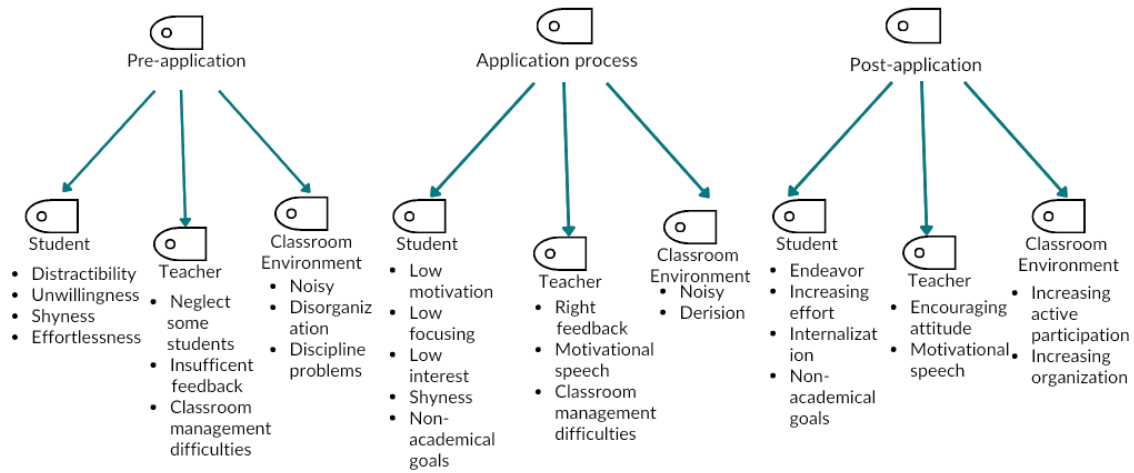 Pre-application
Student
• Distractibility
• Unwillingness
• Shyness
• Effortlessness
Teacher
• Neglect
some
students
• Insufficent
feedback
• Classroom
management
difficulties
Classroom
Environment
• Noisy
• Disorganiz
ation
• Discipline
problems
Application process
Student
• Low
motivation
• Low
focusing
• Low
interest
• Shyness
• Non-
academical
goals
Teacher
• Right
feedback
• Motivational
speech
• Classroom
management
difficulties
Classroom
Environment
• Noisy
• Derision
Post-application
Student
• Endeavor
• Increasing
effort
• Internalizat
ion
• Non-
academical
goals
Teacher
• Encouraging
attitude
• Motivational
speech
Classroom
Environment
• Increasing
active
participation
• Increasing
organization